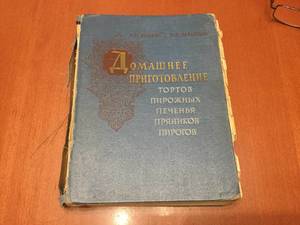 ДОМАШНЕЕ
ПРИГОТОВЛЕНИЕ
ТОРТОВ
ПИРОЖНЫХ
ПЕЧЕНЬЯ
ПРЯНИКОВ
ПИРОГОВ